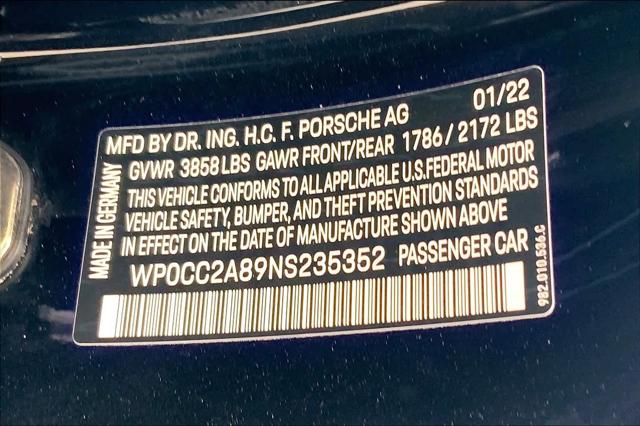 MFD BY DR. ING. H.C. F. PORSCHE AG 01/22
GVWR 3858 LBS GAWR FRONT/REAR 1786 / 2172 LBS
THIS VEHICLE CONFORMS TO ALL APPLICABLE U.S.FEDERAL MOTOR
VEHICLE SAFETY, BUMPER, AND THEFT PREVENTION STANDARDS
IN EFFECT ON THE DATE OF MANUFACTURE SHOWN ABOVE
WP0CC2A89NS235352 PASSENGER CAR
MADE IN GERMANY
982.010.536.C